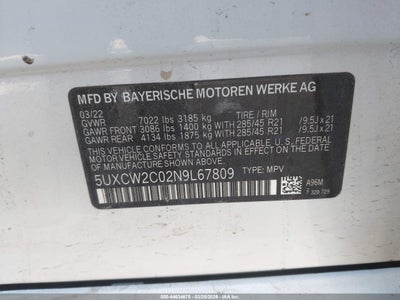 MFD BY BAYERISCHE MOTOREN WERKE AG
03/22
GVWR 7022 lbs 3185 kg TIRE / RIM
GAWR FRONT 3086 lbs 1400 kg 285/45 R21 /9.5J x 21
GAWR REAR 4134 lbs 1875 kg 285/45 R21 /9.5J x 21
THIS VEHICLE CONFORMS TO ALL APPLICABLE U.S. FEDERAL
MOTOR VEHICLE SAFETY STANDARDS IN EFFECT ON THE
DATE OF MANUFACTURE SHOWN ABOVE.
5UXCW2C02N9L67809 TYPE: MPV
A96M